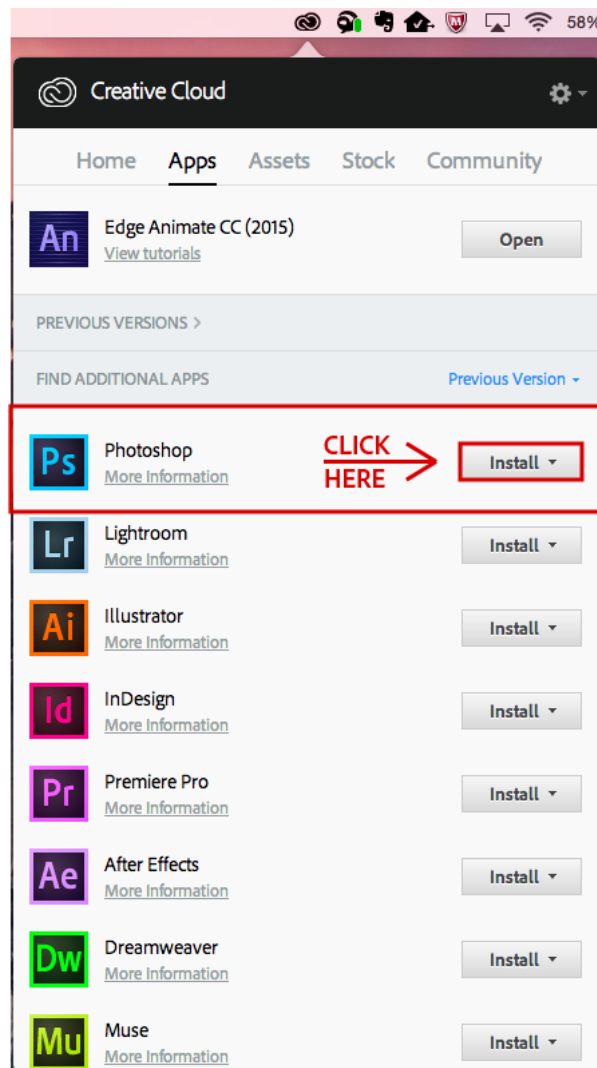 58%
Creative Cloud
Home Apps Assets Stock Community
An
Edge Animate CC (2015)
View tutorials
Open
PREVIOUS VERSIONS >
FIND ADDITIONAL APPS
Previous Version
Ps
Photoshop
More Information
CLICK
HERE
Install
Lr
Lightroom
More Information
Install
Ai
Illustrator
More Information
Install
Id
InDesign
More Information
Install
Pr
Premiere Pro
More Information
Install
Ae
After Effects
More Information
Install
Dw
Dreamweaver
More Information
Install
Mu
Muse
More Information
Install